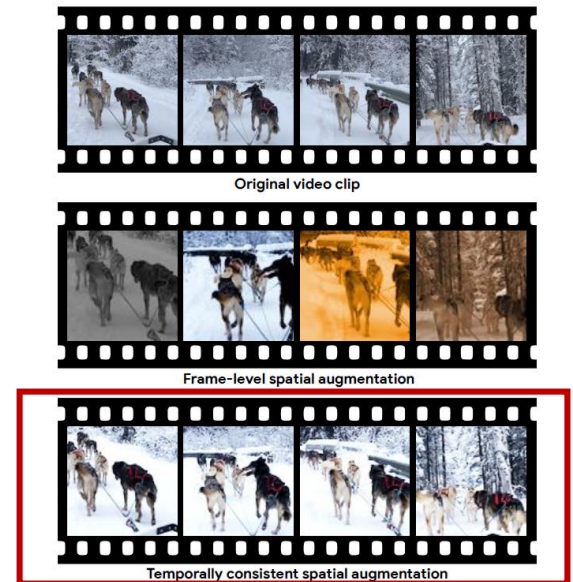 Original video clip
Frame-level spatial augmentation
Temporally consistent spatial augmentation